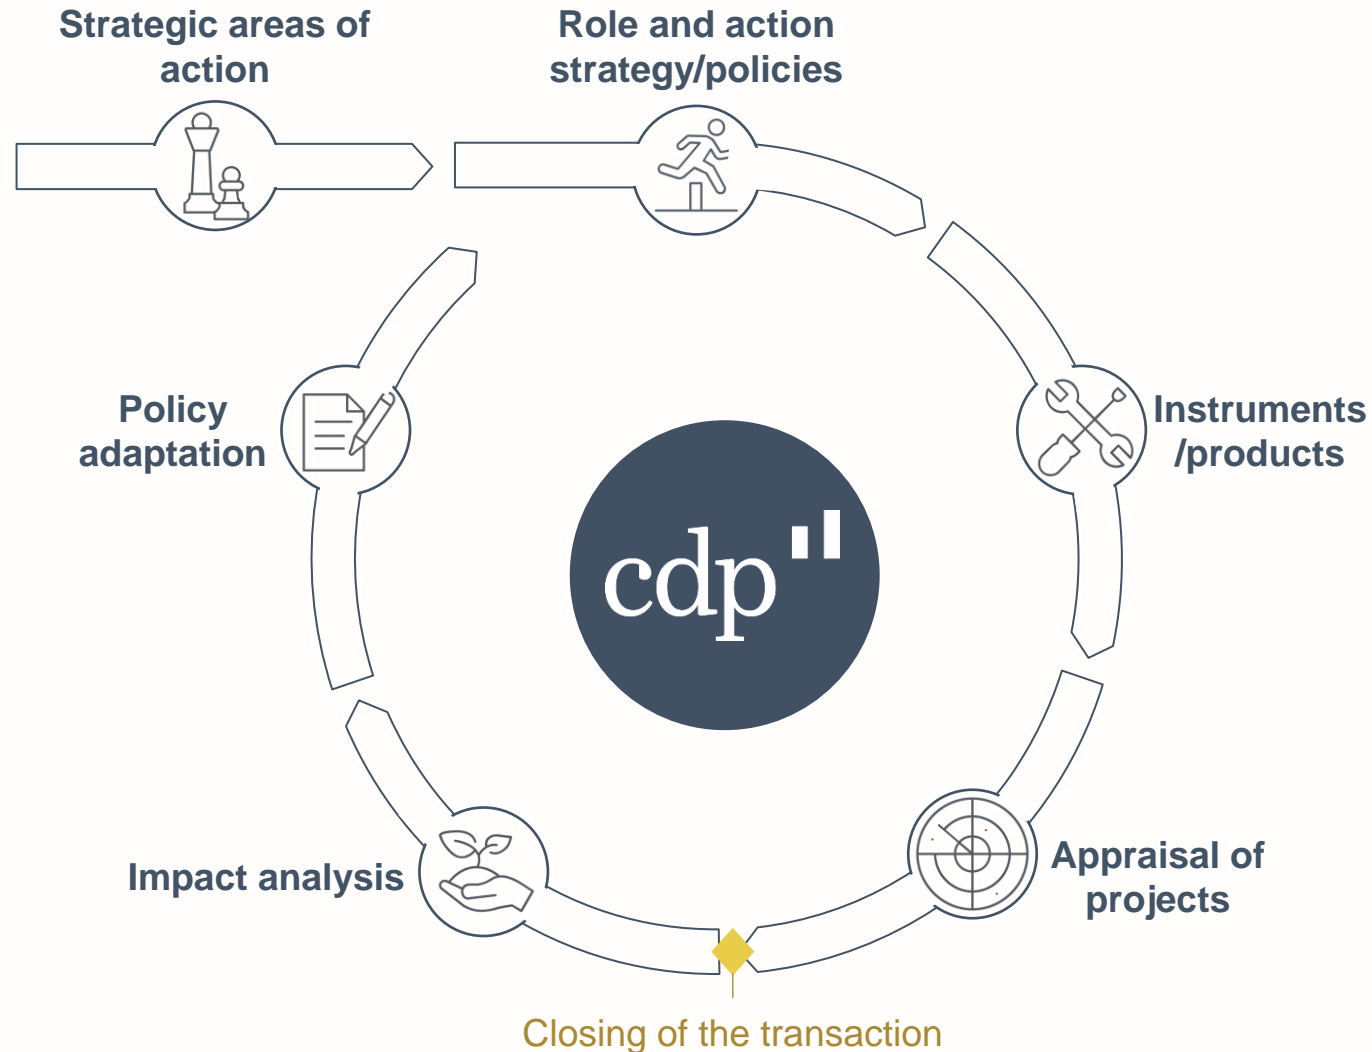 Strategic areas of
action
Role and action
strategy/policies
Instruments
/products
Policy
adaptation
cdp
Impact analysis
Appraisal of
projects
Closing of the transaction